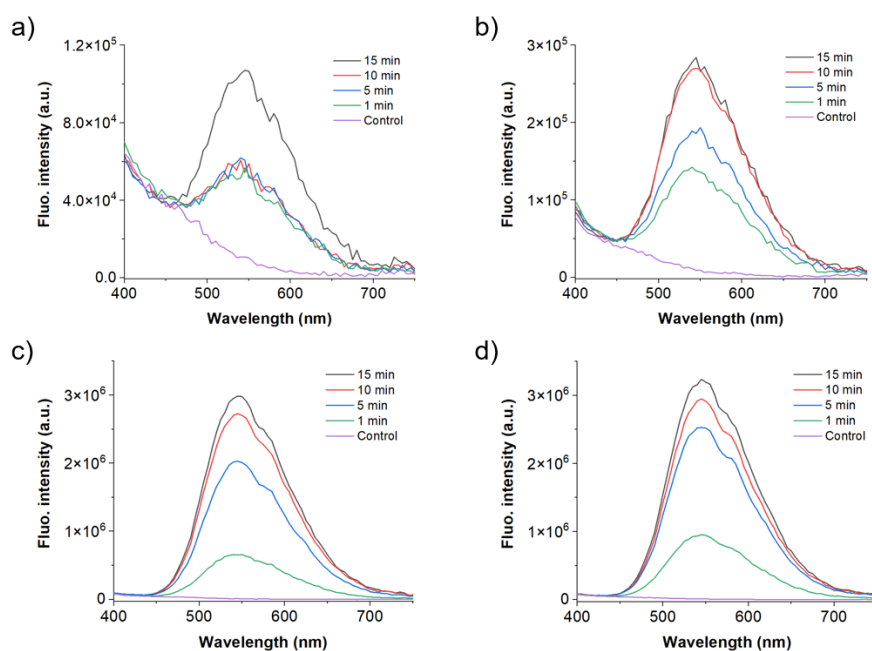 a)
1.2×10⁵
8.0×10⁴
4.0×10⁴
0.0
Fluo. intensity (a.u.)
15 min
10 min
5 min
1 min
Control
400 500 600 700
Wavelength (nm)
b)
3×10⁵
2×10⁵
1×10⁵
0
Fluo. intensity (a.u.)
15 min
10 min
5 min
1 min
Control
400 500 600 700
Wavelength (nm)
c)
3×10⁶
2×10⁶
1×10⁶
0
Fluo. intensity (a.u.)
15 min
10 min
5 min
1 min
Control
400 500 600 700
Wavelength (nm)
d)
3×10⁶
2×10⁶
1×10⁶
0
Fluo. intensity (a.u.)
15 min
10 min
5 min
1 min
Control
400 500 600 700
Wavelength (nm)